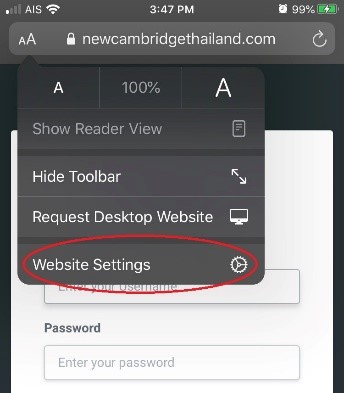 AIS 3:47 PM 99%
AA newcambridgethailand.com
A 100% A
Show Reader View
Hide Toolbar
Request Desktop Website
Website Settings
Enter your username
Password
Enter your password